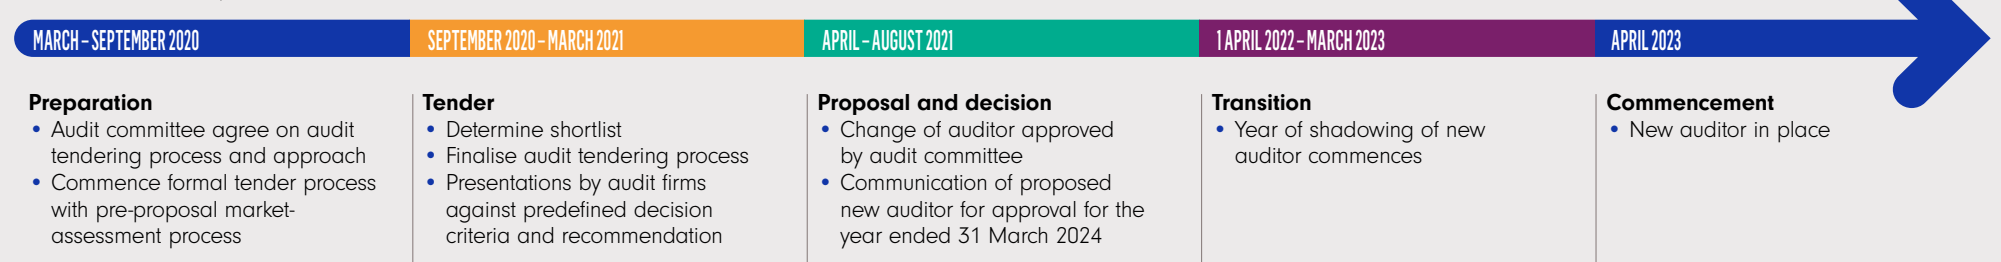 MARCH – SEPTEMBER 2020
SEPTEMBER 2020 – MARCH 2021
APRIL – AUGUST 2021
1 APRIL 2022 – MARCH 2023
APRIL 2023
Preparation
• Audit committee agree on audit
tendering process and approach
• Commence formal tender process
with pre-proposal market-
assessment process
Tender
• Determine shortlist
• Finalise audit tendering process
• Presentations by audit firms
against predefined decision
criteria and recommendation
Proposal and decision
• Change of auditor approved
by audit committee
• Communication of proposed
new auditor for approval for the
year ended 31 March 2024
Transition
• Year of shadowing of new
auditor commences
Commencement
• New auditor in place